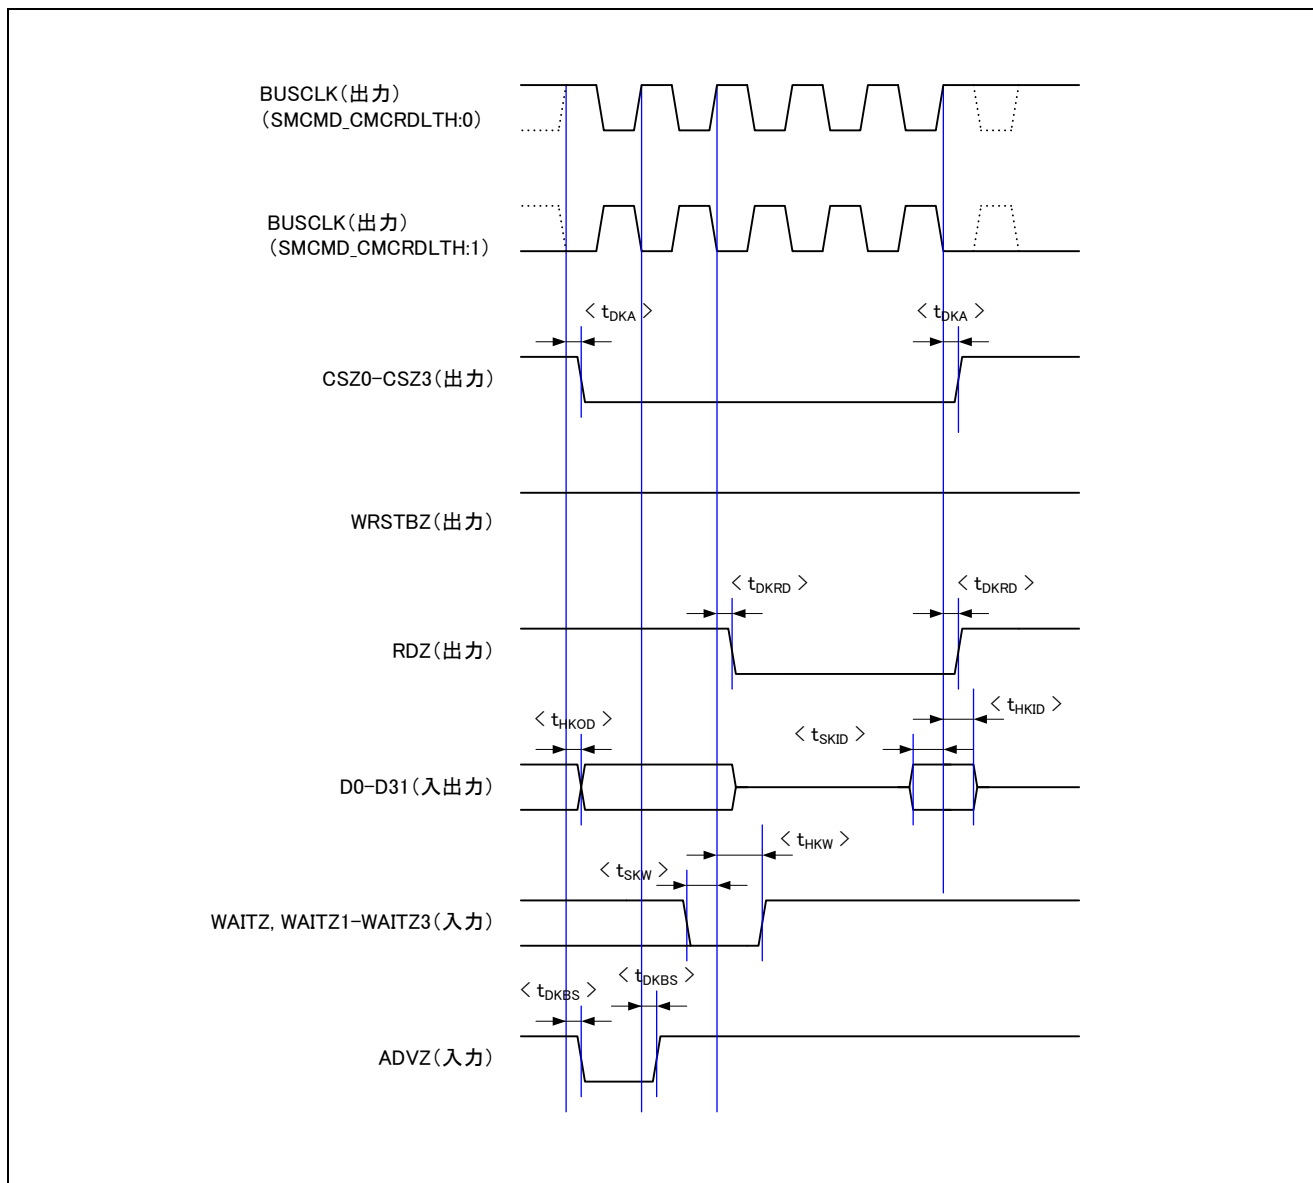 BUSCLK(出力)
(SMCMD_CMCRDLTH:0)
BUSCLK(出力)
(SMCMD_CMCRDLTH:1)
< tDKA > < tDKA >
CSZ0-CSZ3(出力)
WRSTBZ(出力)
< tDKRD > < tDKRD >
RDZ(出力)
< tHKID >
< tHKOD > < tSKID >
D0-D31(入出力)
< tHKW >
< tSKW >
WAITZ, WAITZ1-WAITZ3(入力)
< tDKBS > < tDKBS >
ADVZ(入力)